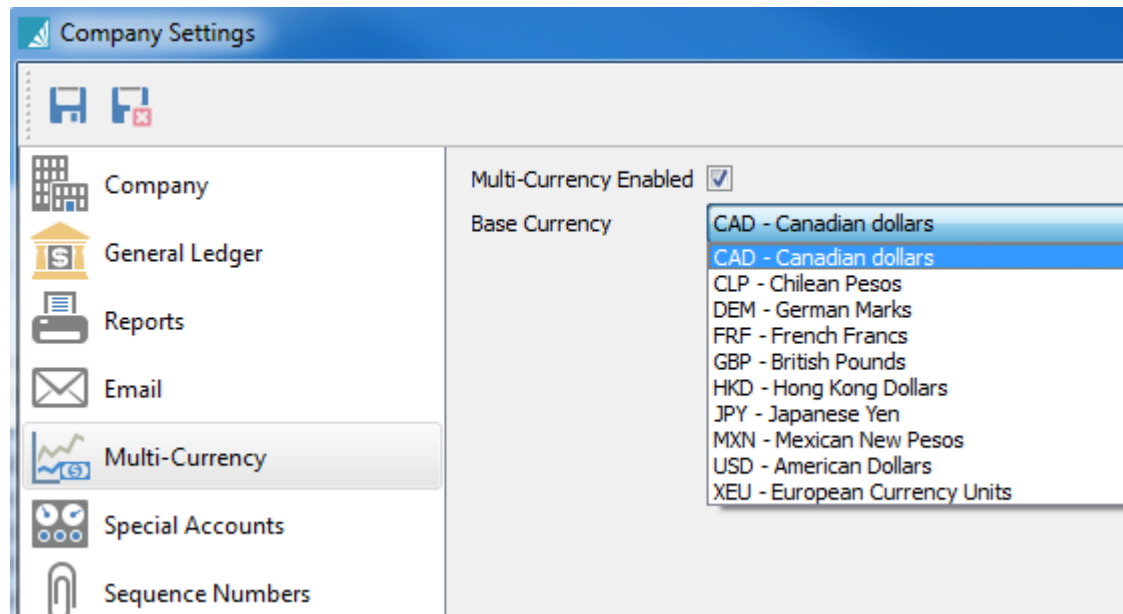 Company Settings
Company
General Ledger
Reports
Email
Multi-Currency
Special Accounts
Sequence Numbers
Multi-Currency Enabled
Base Currency
CAD - Canadian dollars
CAD - Canadian dollars
CLP - Chilean Pesos
DEM - German Marks
FRF - French Francs
GBP - British Pounds
HKD - Hong Kong Dollars
JPY - Japanese Yen
MXN - Mexican New Pesos
USD - American Dollars
XEU - European Currency Units